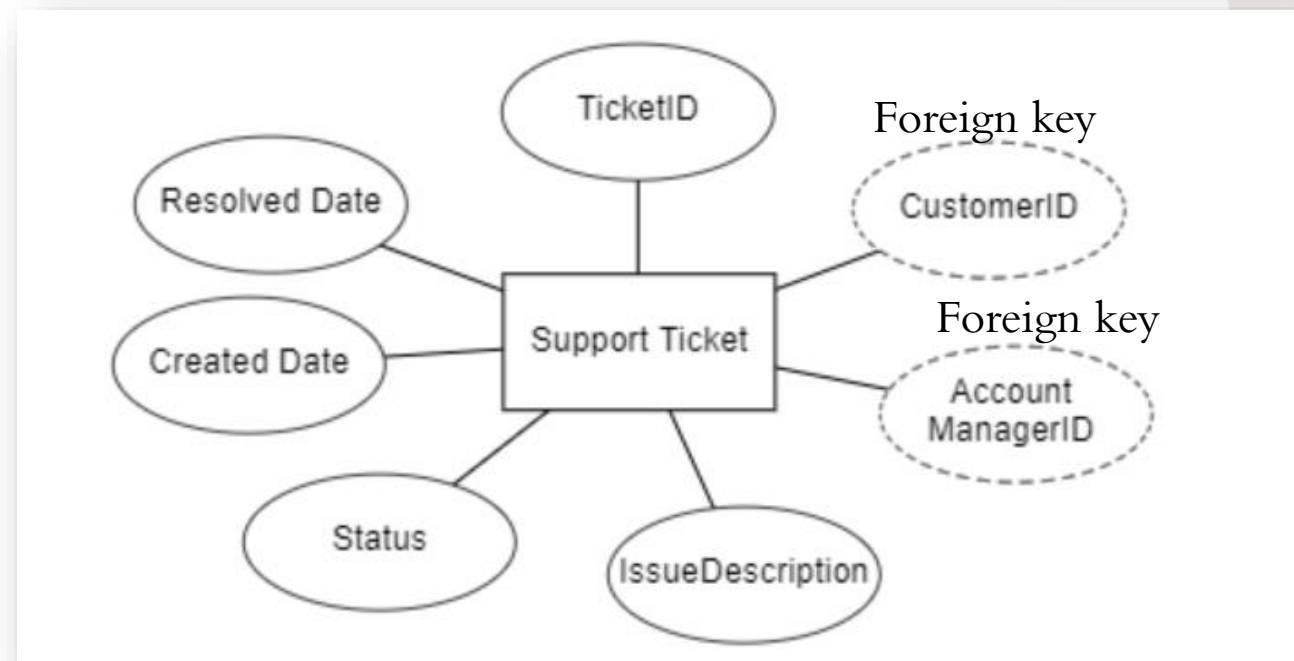 TicketID
Foreign key
CustomerID
Resolved Date
Foreign key
Support Ticket
Created Date
Account
ManagerID
Status
IssueDescription